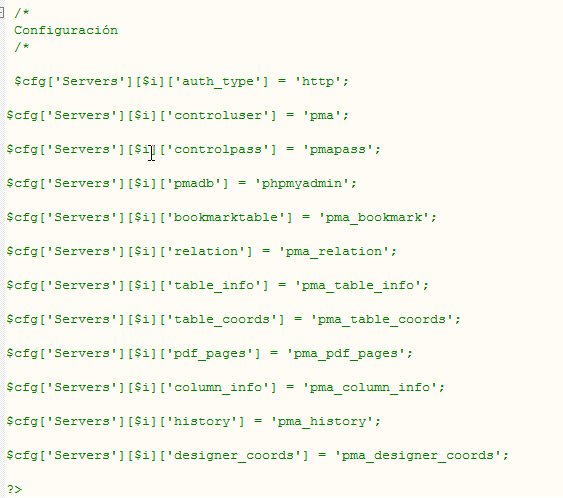 /*
Configuración
/*
$cfg['Servers'][$i]['auth_type'] = 'http';
$cfg['Servers'][$i]['controluser'] = 'pma';
$cfg['Servers'][$i]['controlpass'] = 'pmapass';
$cfg['Servers'][$i]['pmadb'] = 'phpmyadmin';
$cfg['Servers'][$i]['bookmarktable'] = 'pma_bookmark';
$cfg['Servers'][$i]['relation'] = 'pma_relation';
$cfg['Servers'][$i]['table_info'] = 'pma_table_info';
$cfg['Servers'][$i]['table_coords'] = 'pma_table_coords';
$cfg['Servers'][$i]['pdf_pages'] = 'pma_pdf_pages';
$cfg['Servers'][$i]['column_info'] = 'pma_column_info';
$cfg['Servers'][$i]['history'] = 'pma_history';
$cfg['Servers'][$i]['designer_coords'] = 'pma_designer_coords';
?>